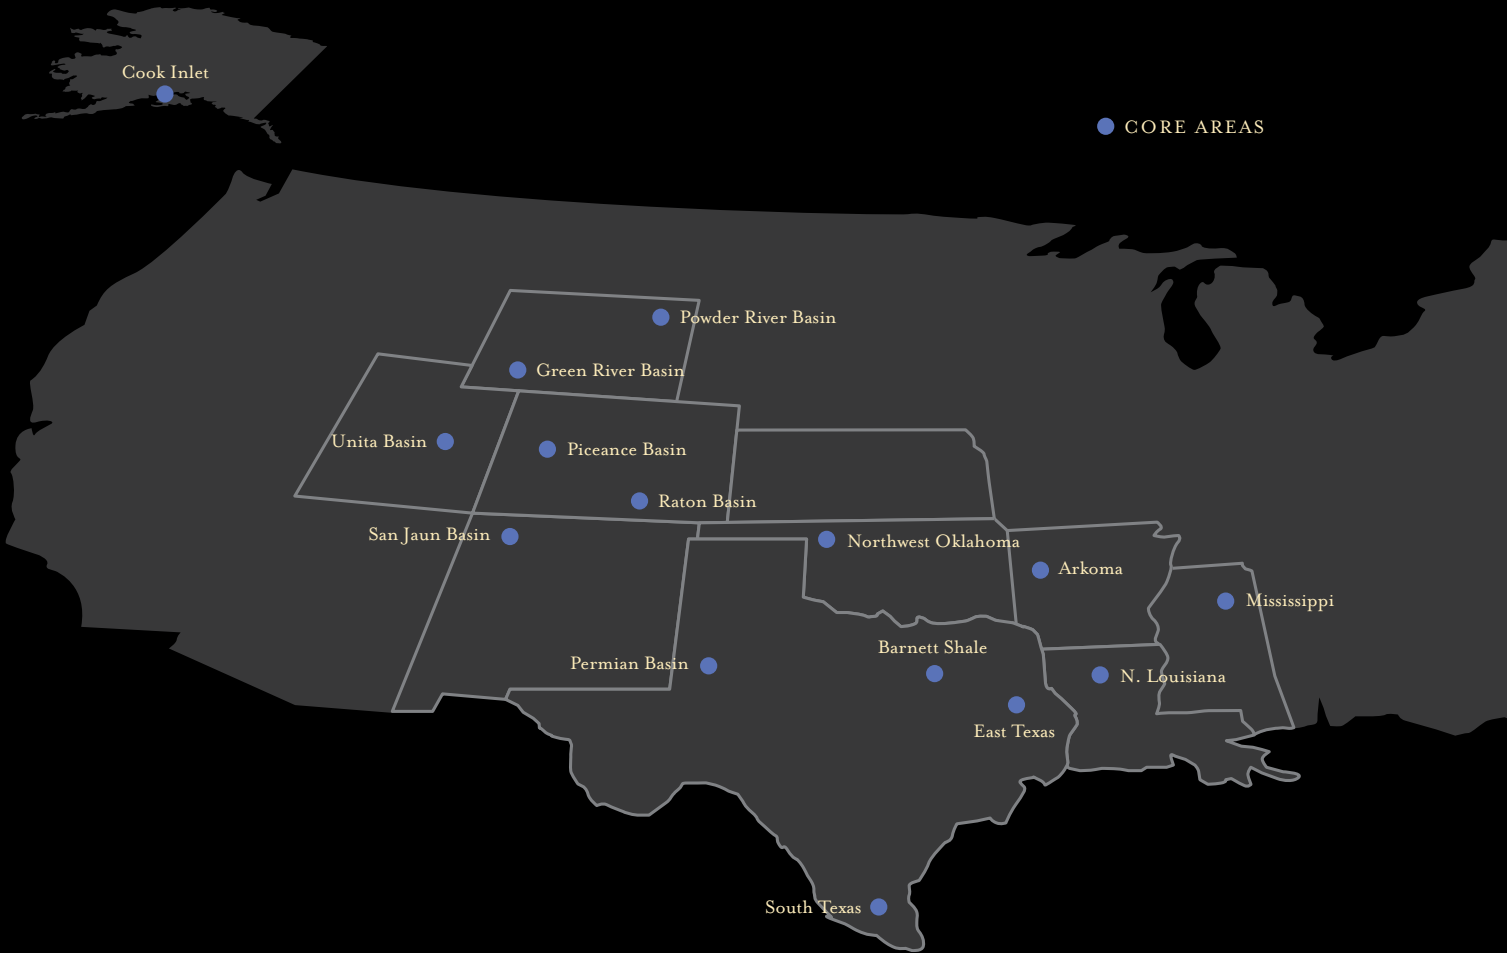 Cook Inlet
CORE AREAS
Powder River Basin
Green River Basin
Unita Basin
Piceance Basin
Raton Basin
San Jaun Basin
Northwest Oklahoma
Arkoma
Mississippi
Barnett Shale
Permian Basin
N. Louisiana
East Texas
South Texas